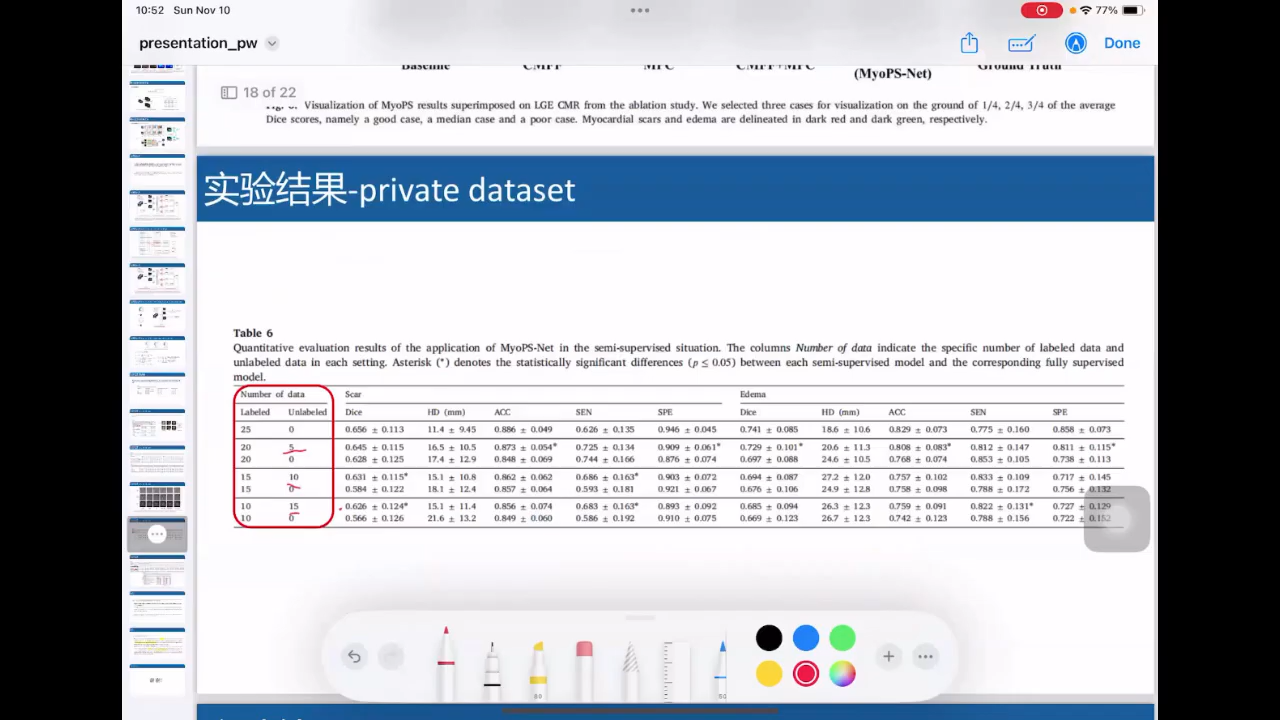 10:52 Sun Nov 10
77%
presentation_pw
Done
Baseline CMFF MFC CMFF+MFC (MyoPS-Net) Ground Truth
18 of 22
Visualization of MyoPS results superimposed on LGE CMR from the ablation study. We selected three cases for visualization on the ground of 1/4, 2/4, 3/4 of the average
Dice scores, namely a good case, a median case and a poor case. Myocardial scars and edema are delineated in dark red and dark green, respectively.
实验结果-private dataset
Table 6
Quantitative evaluation results of the application of MyoPS-Net in the semi-supervised situation. The columns Number of data indicate the specific number of labeled data and
unlabeled data in each setting. Asterisk (*) denotes the statistically significant differences (p ≤ 0.05) between each semi-supervised model and the corresponding fully supervised
model.
Number of data Scar Edema
Labeled Unlabeled Dice HD (mm) ACC SEN SPE Dice HD (mm) ACC SEN SPE
25 0 0.656 ± 0.113 11.4 ± 9.45 0.886 ± 0.049 0.626 ± 0.135 0.946 ± 0.045 0.741 ± 0.085 18.6 ± 10.6 0.829 ± 0.073 0.775 ± 0.160 0.858 ± 0.073
20 5 0.645 ± 0.115 16.5 ± 10.5 0.873 ± 0.054* 0.725 ± 0.134 0.909 ± 0.061* 0.729 ± 0.101* 20.6 ± 11.3 0.808 ± 0.083* 0.812 ± 0.147 0.811 ± 0.115*
20 0 0.628 ± 0.125 17.4 ± 12.9 0.848 ± 0.069 0.744 ± 0.166 0.876 ± 0.074 0.697 ± 0.088 24.6 ± 10.5 0.768 ± 0.074 0.853 ± 0.105 0.738 ± 0.113
15 10 0.631 ± 0.115* 15.1 ± 10.8 0.862 ± 0.062 0.686 ± 0.163* 0.903 ± 0.072 0.694 ± 0.087 27.2 ± 12.0 0.757 ± 0.102 0.820 ± 0.131 0.717 ± 0.145
15 0 0.584 ± 0.122 18.1 ± 12.4 0.857 ± 0.064 0.593 ± 0.181 0.921 ± 0.067 0.676 ± 0.106 24.9 ± 12.8 0.758 ± 0.098 0.788 ± 0.172 0.756 ± 0.132
10 15 0.626 ± 0.124* 15.1 ± 11.4 0.856 ± 0.074 0.683 ± 0.163* 0.893 ± 0.092 0.685 ± 0.094 26.3 ± 12.3 0.759 ± 0.091 0.822 ± 0.131* 0.727 ± 0.129
10 0 0.566 ± 0.126 21.6 ± 13.2 0.849 ± 0.060 0.586 ± 0.192 0.910 ± 0.075 0.669 ± 0.123 26.7 ± 12.3 0.742 ± 0.123 0.788 ± 0.156 0.722 ± 0.152